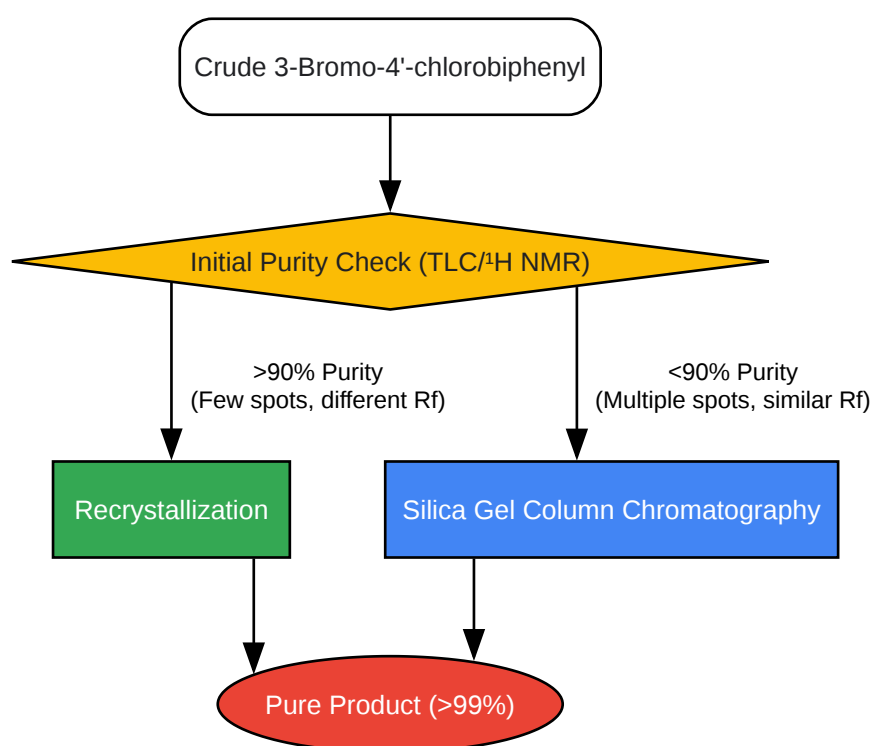 Crude 3-Bromo-4'-chlorobiphenyl
Initial Purity Check (TLC/¹H NMR)
>90% Purity
(Few spots, different Rf)
<90% Purity
(Multiple spots, similar Rf)
Recrystallization
Silica Gel Column Chromatography
Pure Product (>99%)